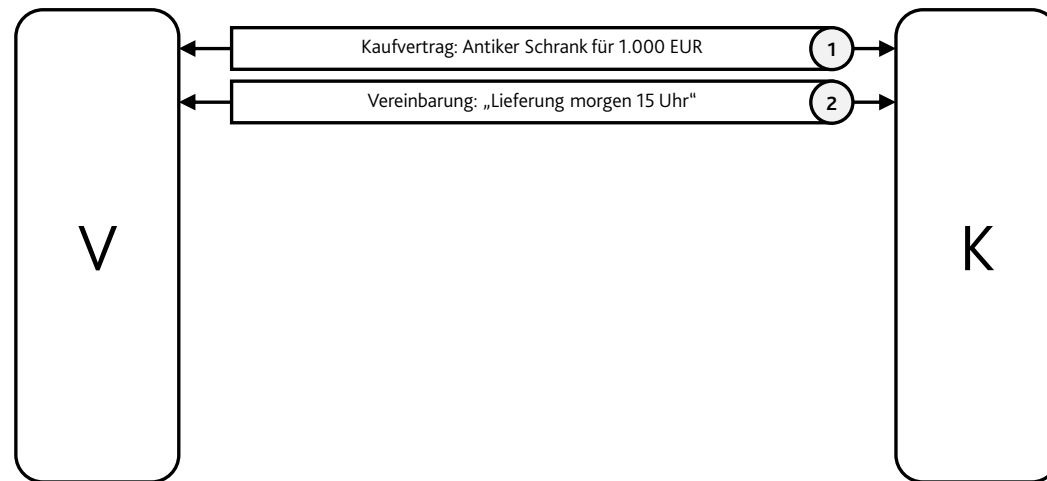 Kaufvertrag: Antiker Schrank für 1.000 EUR
1
Vereinbarung: „Lieferung morgen 15 Uhr“
2
V
K